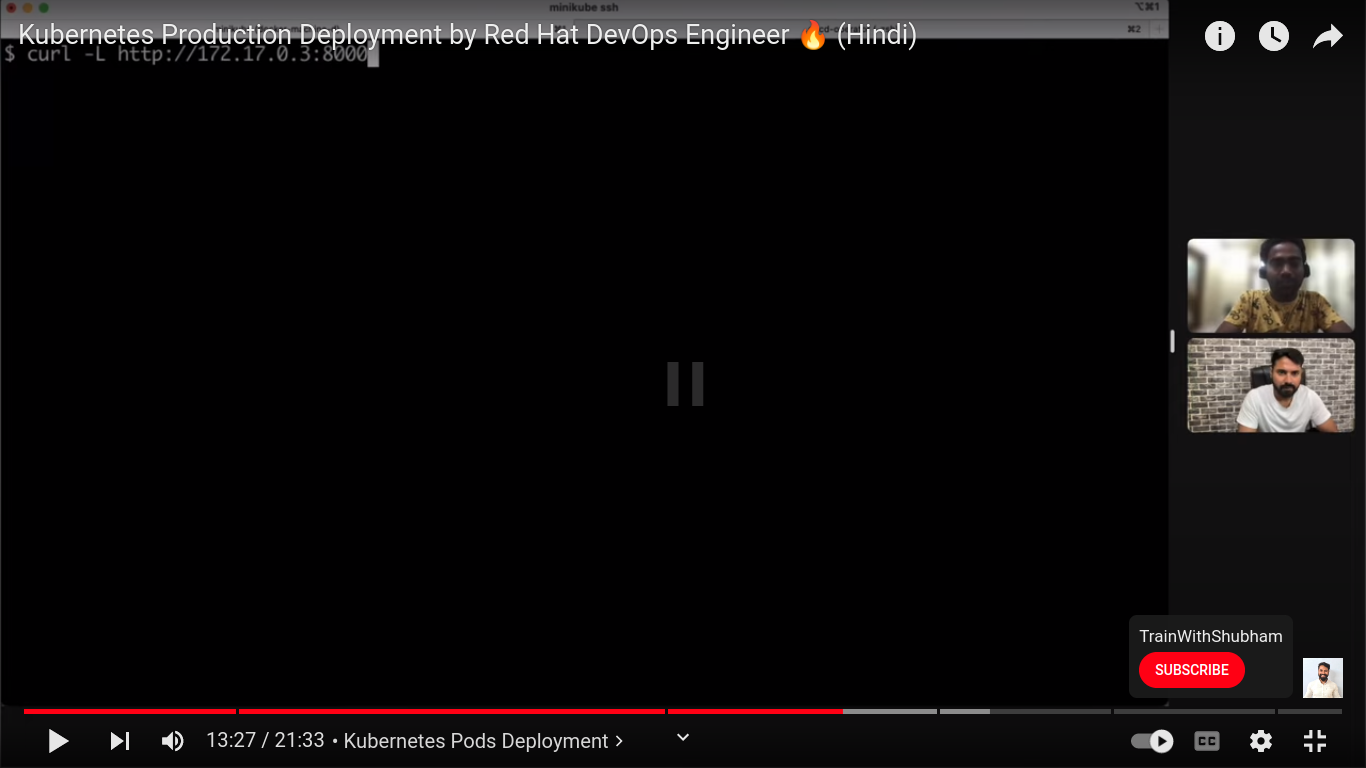 minikube ssh
⌥⌘1
Kubernetes Production Deployment by Red Hat DevOps Engineer 🔥 (Hindi)
⌘2
$ curl -L http://172.17.0.3:8000
TrainWithShubham
SUBSCRIBE
13:27 / 21:33 • Kubernetes Pods Deployment
CC